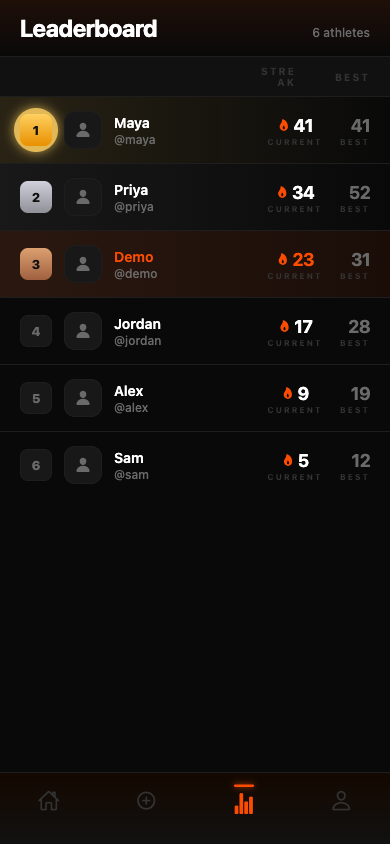 Leaderboard
6 athletes
STRE
AK
BEST
1
Maya
@maya
41
CURRENT
41
BEST
2
Priya
@priya
34
CURRENT
52
BEST
3
Demo
@demo
23
CURRENT
31
BEST
4
Jordan
@jordan
17
CURRENT
28
BEST
5
Alex
@alex
9
CURRENT
19
BEST
6
Sam
@sam
5
CURRENT
12
BEST